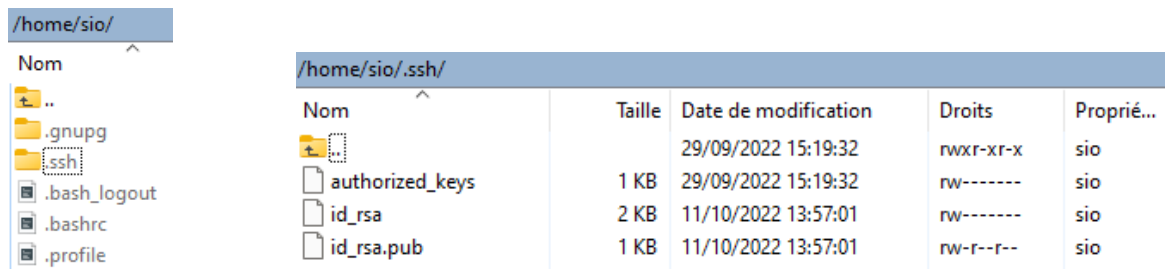 /home/sio/
Nom
..
.gnupg
.ssh
.bash_logout
.bashrc
.profile
/home/sio/.ssh/
Nom Taille Date de modification Droits Proprié...
.. 29/09/2022 15:19:32 rwxr-xr-x sio
authorized_keys 1 KB 29/09/2022 15:19:32 rw------- sio
id_rsa 2 KB 11/10/2022 13:57:01 rw------- sio
id_rsa.pub 1 KB 11/10/2022 13:57:01 rw-r--r-- sio